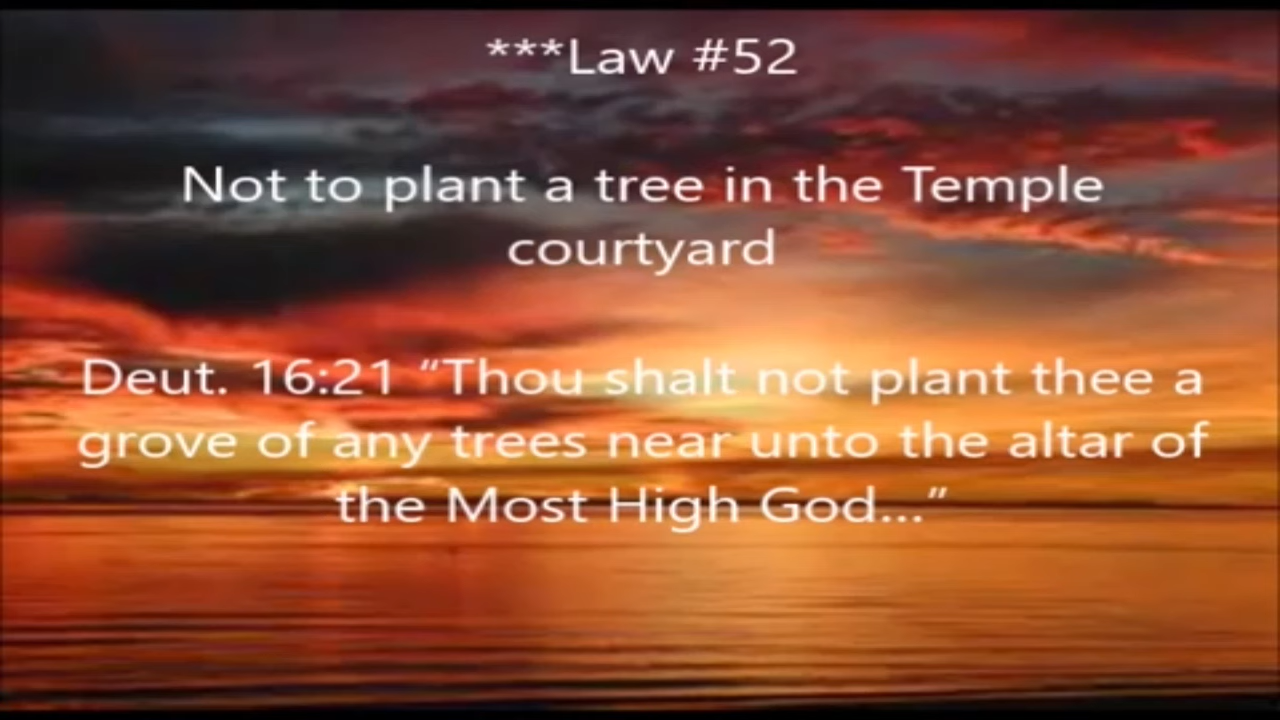 ***Law #52
Not to plant a tree in the Temple
courtyard
Deut. 16:21 “Thou shalt not plant thee a
grove of any trees near unto the altar of
the Most High God...”